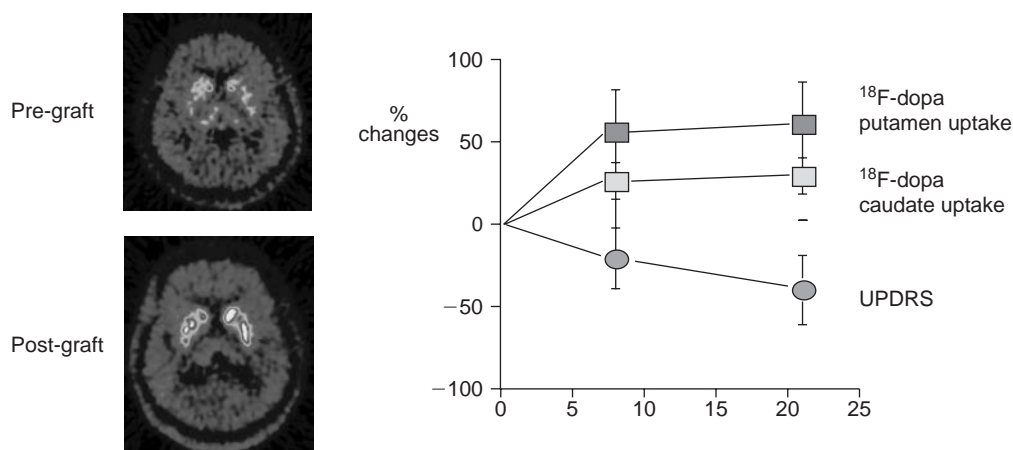 Pre-graft
Post-graft
%
changes
100
50
0
−50
−100
0 5 10 15 20 25
¹⁸F-dopa
putamen uptake
¹⁸F-dopa
caudate uptake
UPDRS